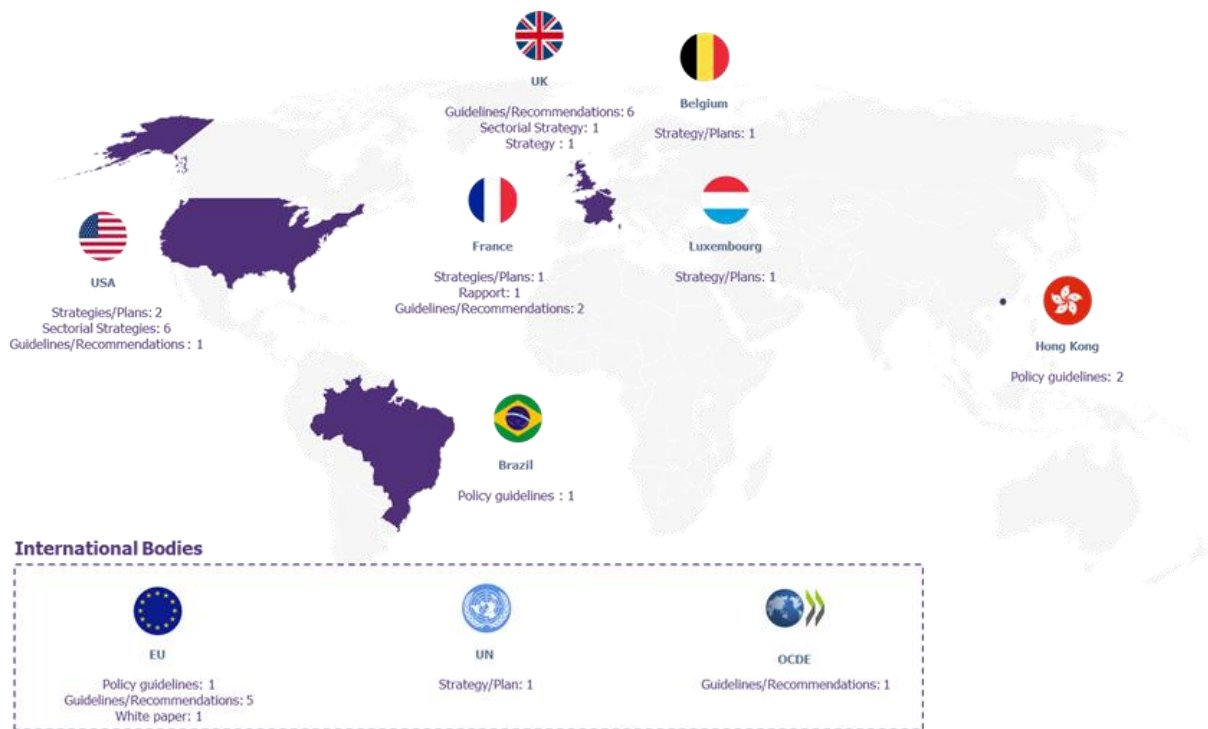 UK
Guidelines/Recommendations: 6
Sectorial Strategy: 1
Strategy : 1
Belgium
Strategy/Plans: 1
USA
Strategies/Plans: 2
Sectorial Strategies: 6
Guidelines/Recommendations : 1
France
Strategies/Plans: 1
Rapport: 1
Guidelines/Recommendations: 2
Luxembourg
Strategy/Plans: 1
Hong Kong
Policy guidelines: 2
Brazil
Policy guidelines : 1
International Bodies
EU
Policy guidelines: 1
Guidelines/Recommendations: 5
White paper: 1
UN
Strategy/Plan: 1
OCDE
Guidelines/Recommendations: 1